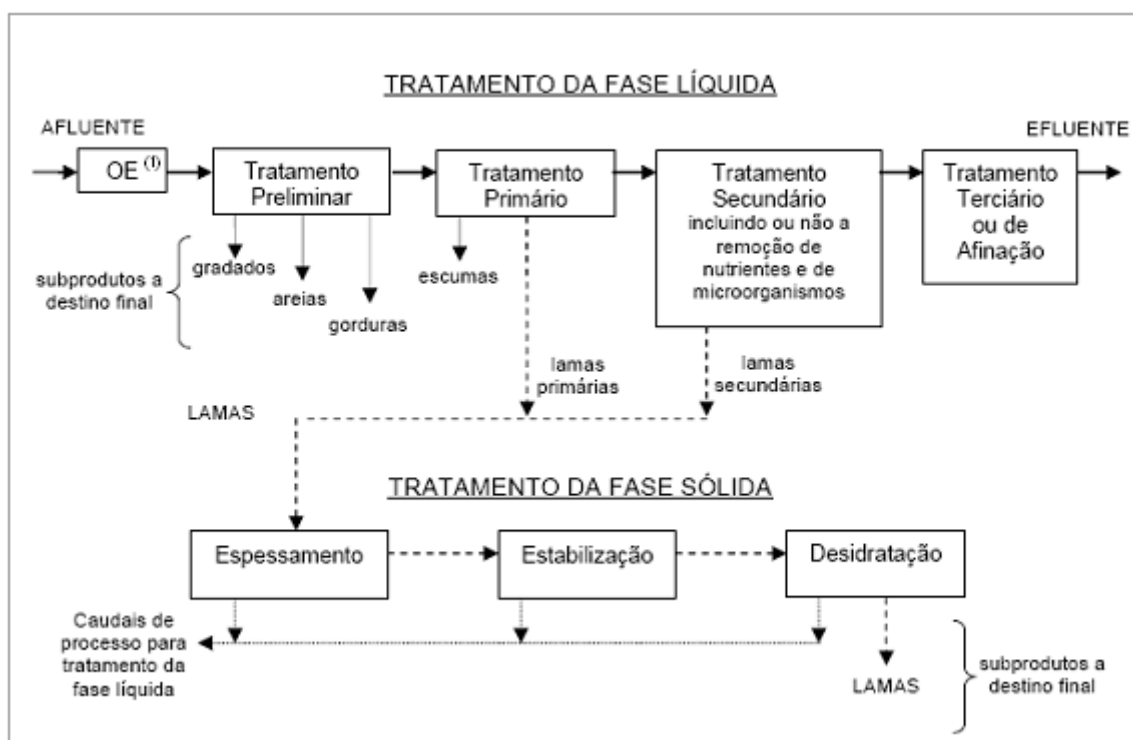 TRATAMENTO DA FASE LÍQUIDA
AFLUENTE
EFLUENTE
OE (1)
Tratamento
Preliminar
Tratamento
Primário
Tratamento
Secundário
incluindo ou não a
remoção de
nutrientes e de
microorganismos
Tratamento
Terciário
ou de
Afinação
subprodutos a
destino final
gradados
areias
gorduras
escumas
lamas
primárias
lamas
secundárias
LAMAS
TRATAMENTO DA FASE SÓLIDA
Espessamento
Estabilização
Desidratação
Caudais de
processo para
tratamento da
fase líquida
LAMAS
subprodutos a
destino final